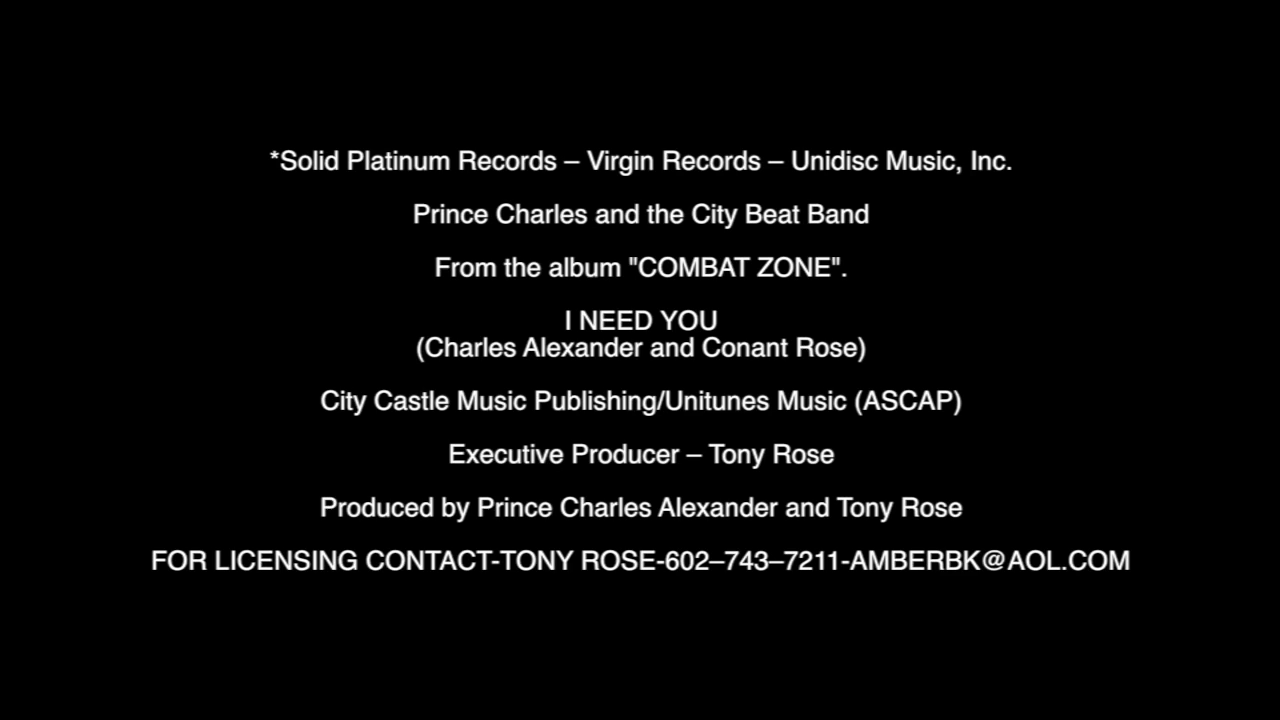 *Solid Platinum Records – Virgin Records – Unidisc Music, Inc.
Prince Charles and the City Beat Band
From the album "COMBAT ZONE".
I NEED YOU
(Charles Alexander and Conant Rose)
City Castle Music Publishing/Unitunes Music (ASCAP)
Executive Producer – Tony Rose
Produced by Prince Charles Alexander and Tony Rose
FOR LICENSING CONTACT-TONY ROSE-602–743–7211-AMBERBK@AOL.COM